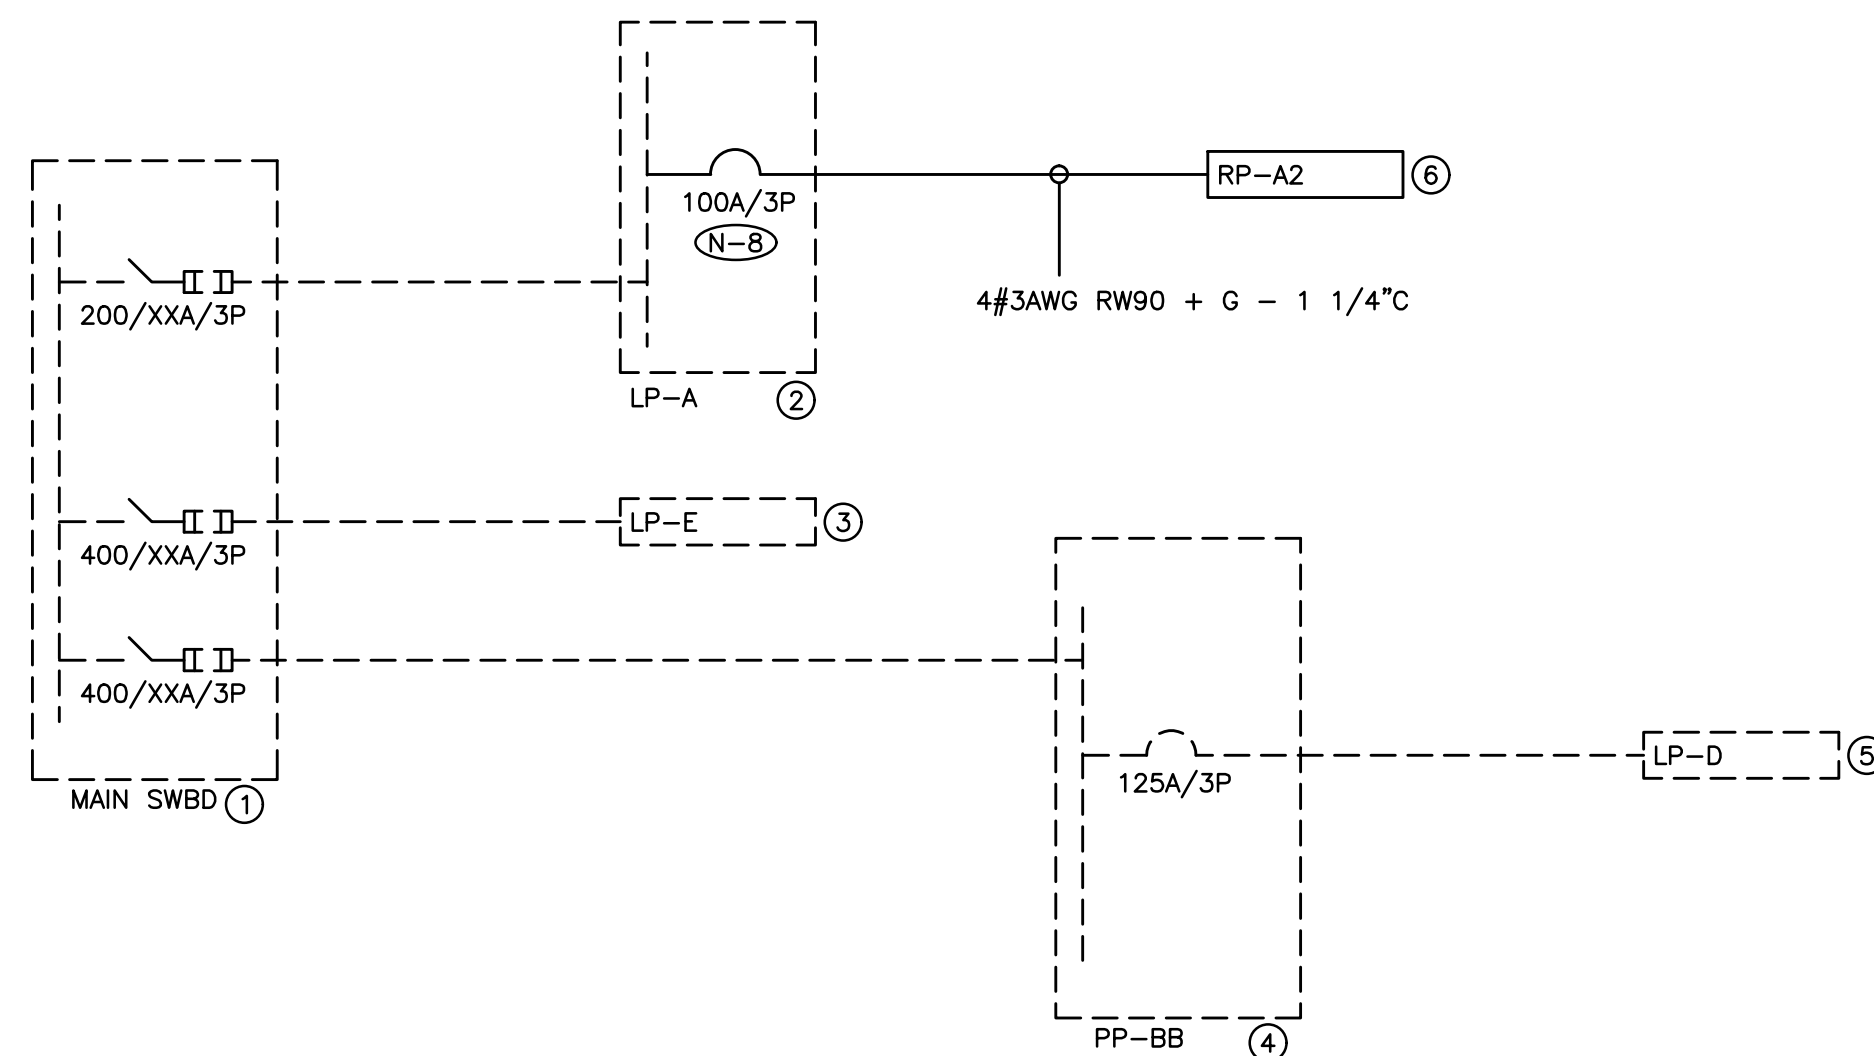 RP-A2 6
100A/3P
N-8
4#3AWG RW90 + G - 1 1/4"C
200/XXA/3P
LP-A 2
LP-E 3
400/XXA/3P
400/XXA/3P
LP-D 5
125A/3P
MAIN SWBD 1
PP-BB 4